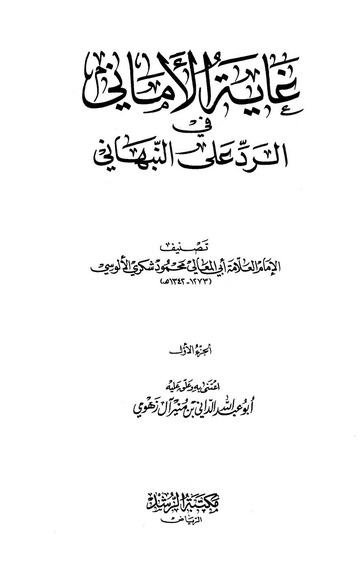 غاية الأماني
في
الرد على النبهاني
تصنيف
الإمام العلامة أبي المعالي محمود شكري الألوسي
(١٢٧٣-١٣٤٢هـ)
الجزء الأول
اعتنى به وعلق عليه
أبو عبد الله الداني بن منير آل زهوي
مكتبة الرشد
الرياض